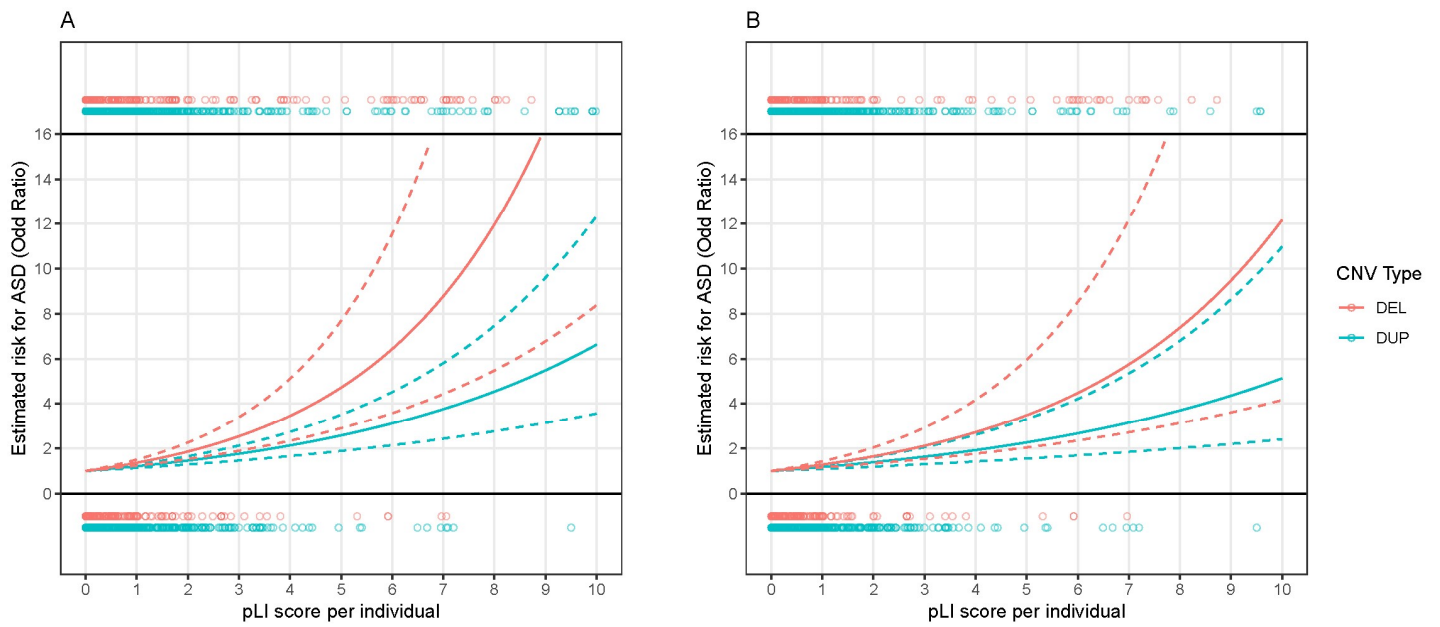 A
16
14
12
10
8
6
4
2
0
Estimated risk for ASD (Odd Ratio)
0 1 2 3 4 5 6 7 8 9 10
pLI score per individual
B
16
14
12
10
8
6
4
2
0
Estimated risk for ASD (Odd Ratio)
0 1 2 3 4 5 6 7 8 9 10
pLI score per individual
CNV Type
DEL
DUP